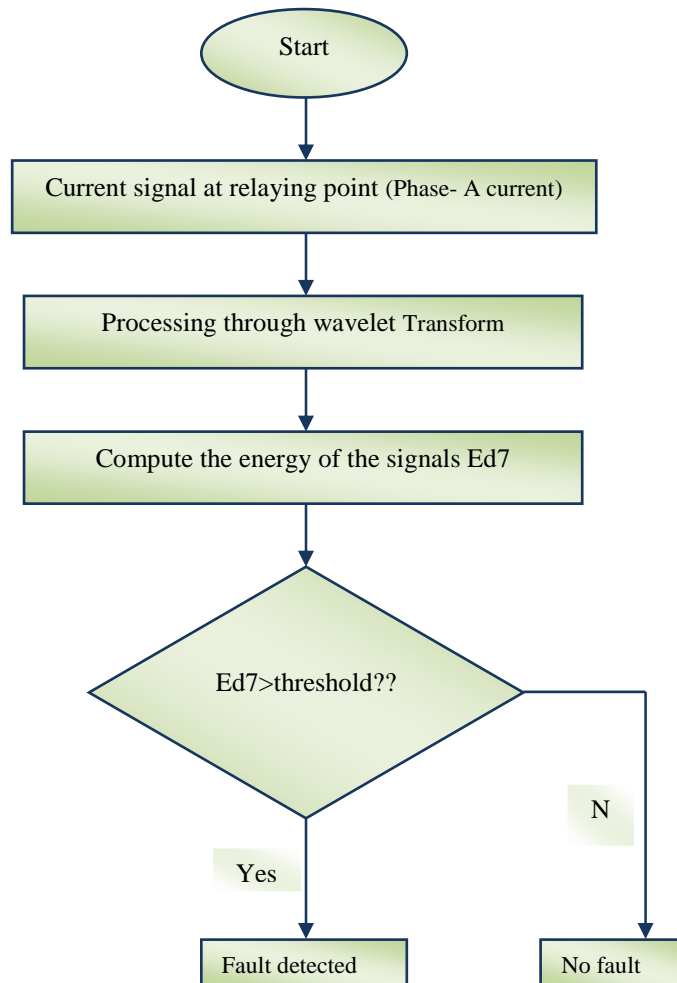 Start
Current signal at relaying point (Phase- A current)
Processing through wavelet Transform
Compute the energy of the signals Ed7
Ed7>threshold??
N
Yes
Fault detected
No fault